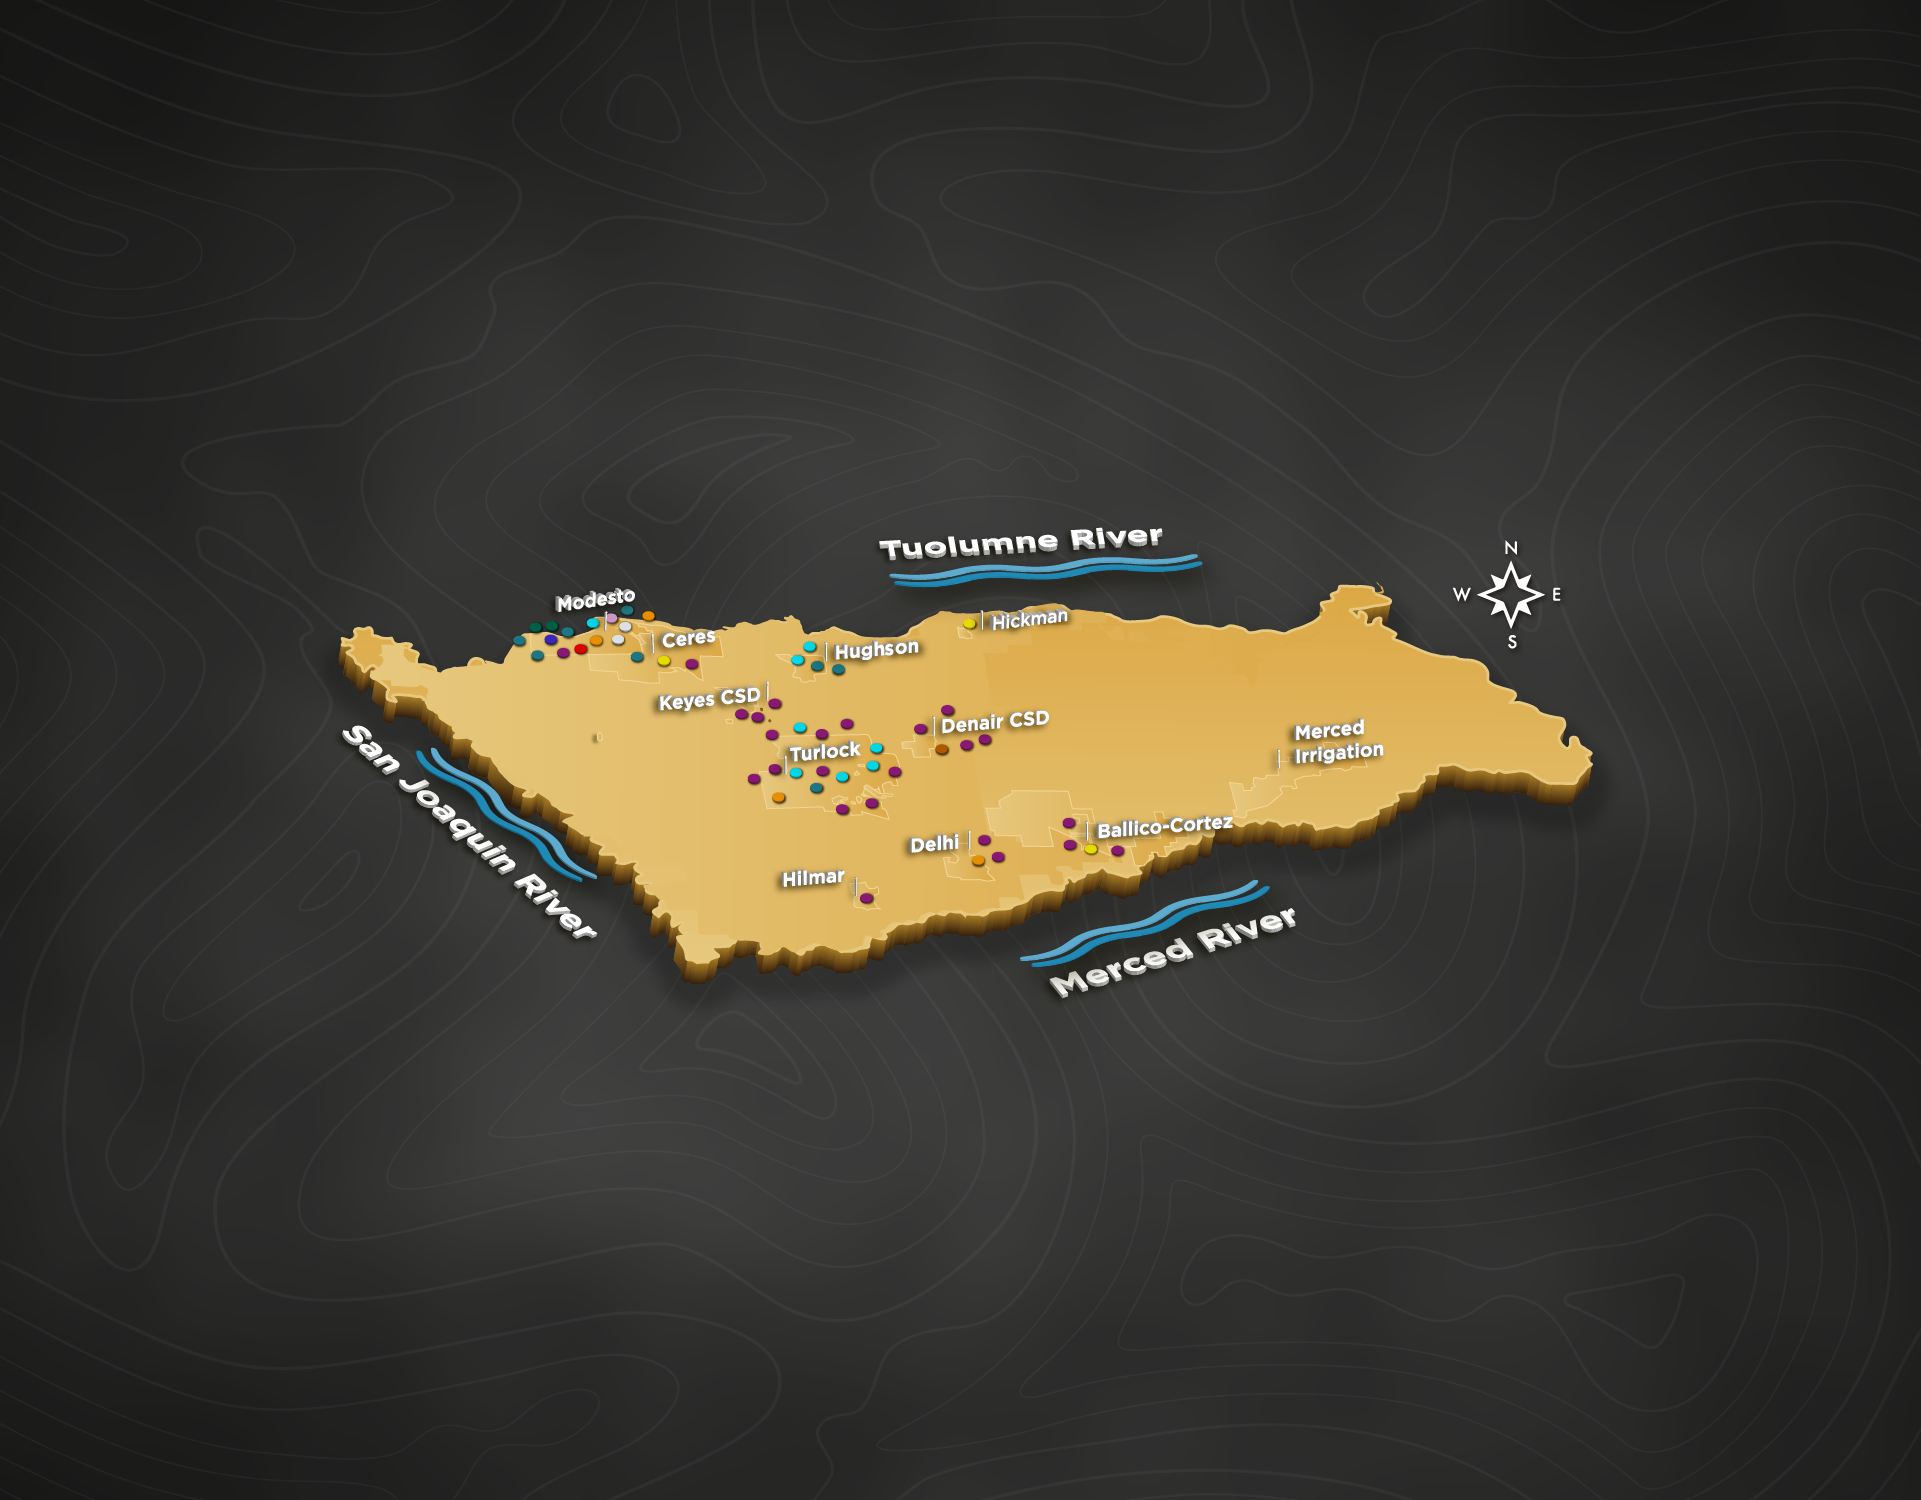 Tuolumne River
N
W E
S
Modesto
Ceres
Hickman
Hughson
Keyes CSD
Denair CSD
Turlock
Merced
Irrigation
San Joaquin River
Delhi
Ballico-Cortez
Hilmar
Merced River